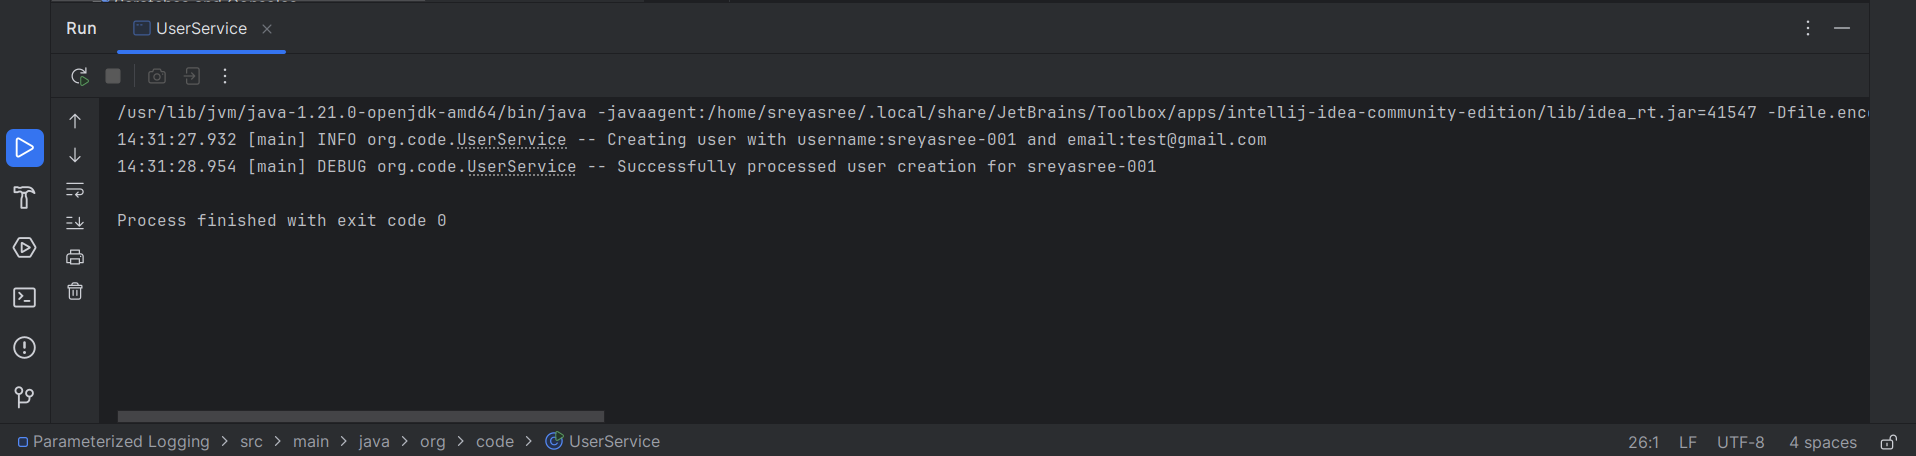 Run UserService
/usr/lib/jvm/java-1.21.0-openjdk-amd64/bin/java -javaagent:/home/sreyasree/.local/share/JetBrains/Toolbox/apps/intellij-idea-community-edition/lib/idea_rt.jar=41547 -Dfile.enc
14:31:27.932 [main] INFO org.code.UserService -- Creating user with username:sreyasree-001 and email:test@gmail.com
14:31:28.954 [main] DEBUG org.code.UserService -- Successfully processed user creation for sreyasree-001
Process finished with exit code 0
Parameterized Logging > src > main > java > org > code > UserService 26:1 LF UTF-8 4 spaces